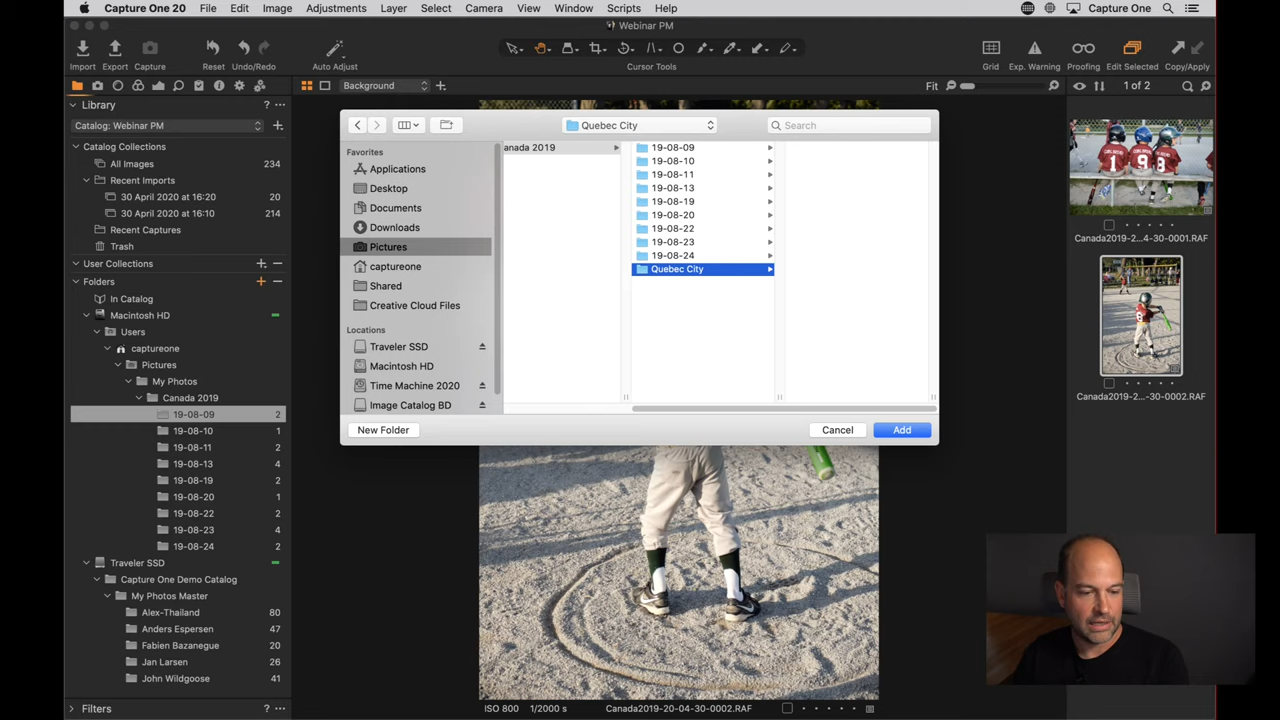 Capture One 20 File Edit Image Adjustments Layer Select Camera View Window Scripts Help Capture One
Webinar PM
Import Export Capture Reset Undo/Redo Auto Adjust Cursor Tools Grid Exp. Warning Proofing Edit Selected Copy/Apply
Background Fit 1 of 2
Library ? ...
Catalog: Webinar PM
Catalog Collections
All Images 234
Recent Imports
30 April 2020 at 16:20 20
30 April 2020 at 16:10 214
Recent Captures
Trash
User Collections
Folders
In Catalog
Macintosh HD
Users
captureone
Pictures
My Photos
Canada 2019
19-08-09 2
19-08-10 1
19-08-11 2
19-08-13 4
19-08-19 2
19-08-20 1
19-08-22 2
19-08-23 4
19-08-24 2
Traveler SSD
Capture One Demo Catalog
My Photos Master
Alex-Thailand 80
Anders Espersen 47
Fabien Bazanegue 20
Jan Larsen 26
John Wildgoose 41
Filters ? ...
Quebec City Search
Favorites
Applications
Desktop
Documents
Downloads
Pictures
captureone
Shared
Creative Cloud Files
Locations
Traveler SSD
Macintosh HD
Time Machine 2020
Image Catalog BD
anada 2019
19-08-09
19-08-10
19-08-11
19-08-13
19-08-19
19-08-20
19-08-22
19-08-23
19-08-24
Quebec City
New Folder Cancel Add
1 9 8
Canada2019-2...4-30-0001.RAF
Canada2019-2...-30-0002.RAF
ISO 800 1/2000 s Canada2019-20-04-30-0002.RAF